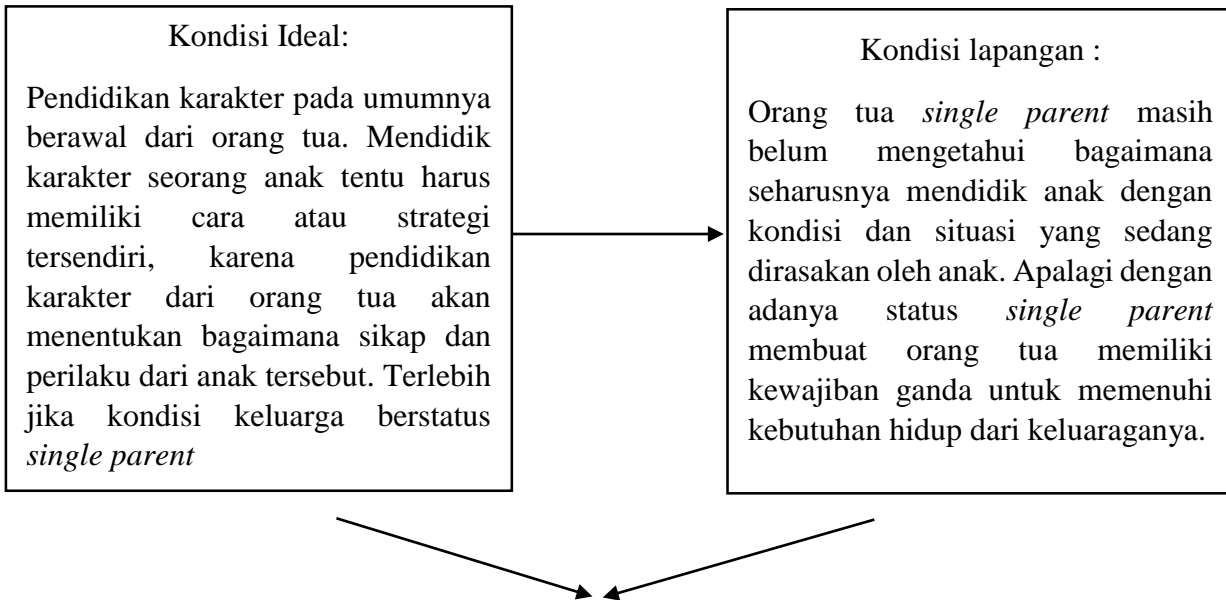 Kondisi Ideal:
Pendidikan karakter pada umumnya
berawal dari orang tua. Mendidik
karakter seorang anak tentu harus
memiliki cara atau strategi
tersendiri, karena pendidikan
karakter dari orang tua akan
menentukan bagaimana sikap dan
perilaku dari anak tersebut. Terlebih
jika kondisi keluarga berstatus
single parent
Kondisi lapangan :
Orang tua single parent masih
belum mengetahui bagaimana
seharusnya mendidik anak dengan
kondisi dan situasi yang sedang
dirasakan oleh anak. Apalagi dengan
adanya status single parent
membuat orang tua memiliki
kewajiban ganda untuk memenuhi
kebutuhan hidup dari keluaraganya.